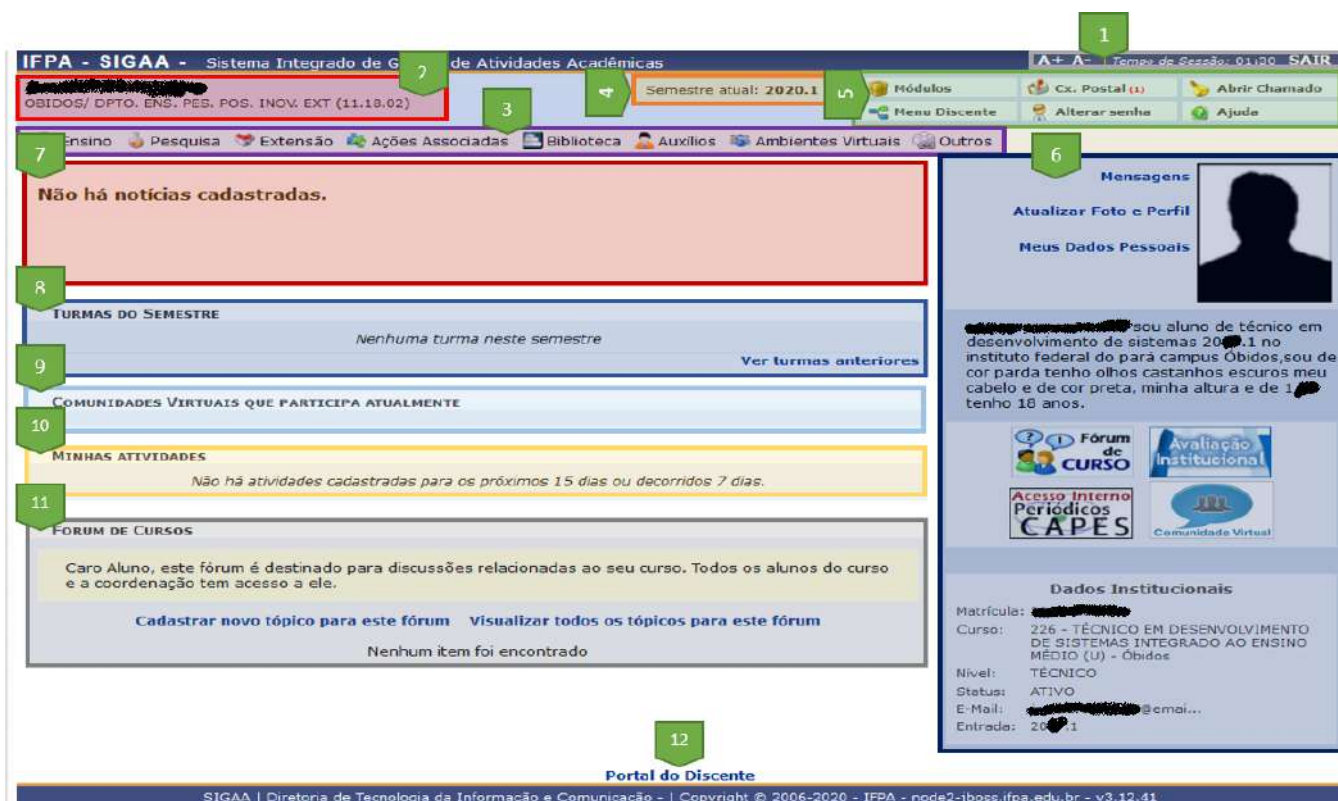 1
IFPA - SIGAA - Sistema Integrado de G de Atividades Acadêmicas
A+ A- Tempo de Sessão: 01:30 SAIR
2
OBIDOS/ DPTO. ENS. PES. POS. INOV. EXT (11.18.02)
4
Semestre atual: 2020.1
5
Módulos Cx. Postal (1) Abrir Chamado
Menu Discente Alterar senha Ajuda
3
Ensino Pesquisa Extensão Ações Associadas Biblioteca Auxílios Ambientes Virtuais Outros
7
Não há notícias cadastradas.
8
TURMAS DO SEMESTRE
Nenhuma turma neste semestre
Ver turmas anteriores
9
COMUNIDADES VIRTUAIS QUE PARTICIPA ATUALMENTE
10
MINHAS ATIVIDADES
Não há atividades cadastradas para os próximos 15 dias ou decorridos 7 dias.
11
FORUM DE CURSOS
Caro Aluno, este fórum é destinado para discussões relacionadas ao seu curso. Todos os alunos do curso
e a coordenação tem acesso a ele.
Cadastrar novo tópico para este fórum Visualizar todos os tópicos para este fórum
Nenhum item foi encontrado
6
Mensagens
Atualizar Foto e Perfil
Meus Dados Pessoais
sou aluno de técnico em
desenvolvimento de sistemas 20 .1 no
instituto federal do pará campus Óbidos,sou de
cor parda tenho olhos castanhos escuros meu
cabelo e de cor preta, minha altura e de 1
tenho 18 anos.
Fórum
de
CURSO
Avaliação
Institucional
Acesso Interno
Periódicos
CAPES
Comunidade Virtual
Dados Institucionais
Matrícula:
Curso: 226 - TÉCNICO EM DESENVOLVIMENTO
DE SISTEMAS INTEGRADO AO ENSINO
MÉDIO (U) - Óbidos
Nível: TÉCNICO
Status: ATIVO
E-Mail: @emai...
Entrada: 20 .1
12
Portal do Discente
SIGAA | Diretoria de Tecnologia da Informação e Comunicação - | Copyright © 2006-2020 - IFPA - node2-jboss.ifpa.edu.br - v3.12.41